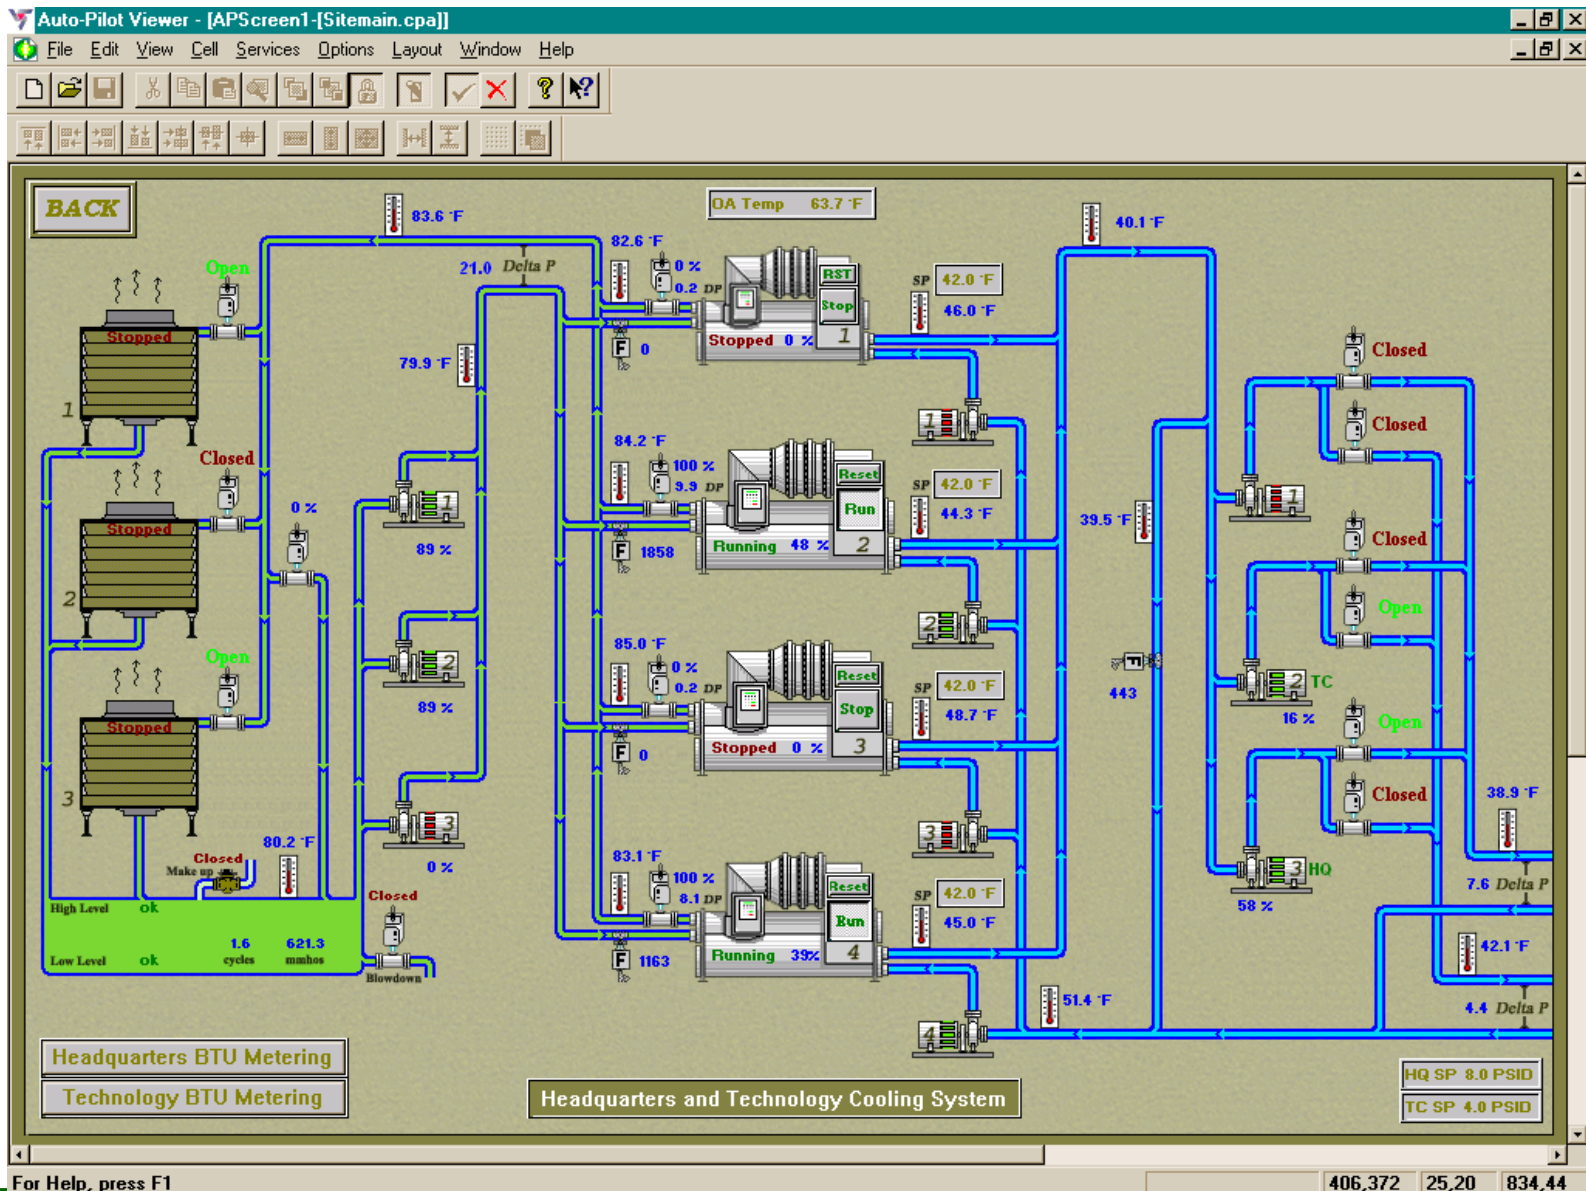 Auto-Pilot Viewer - [APScreen1-[Sitemain.cpa]]
File Edit View Cell Services Options Layout Window Help
BACK
83.6 °F
OA Temp 63.7 °F
40.1 °F
Open
21.0 Delta P
82.6 °F
0 %
0.2 DP
RST
Stop
SP 42.0 °F
46.0 °F
Stopped
1
79.9 °F
F 0
Stopped 0 % 1
Closed
1
Closed
Closed
84.2 °F
100 %
9.9 DP
Reset
Run
SP 42.0 °F
44.3 °F
Stopped
2
0 %
1
89 %
F 1858
Running 48 % 2
39.5 °F
1
Closed
2
Open
Open
2
89 %
85.0 °F
0 %
0.2 DP
Reset
Stop
SP 42.0 °F
48.7 °F
F
443
2 TC
16 %
Open
Stopped
3
F 0
Stopped 0 % 3
3
Closed
38.9 °F
80.2 °F
3
0 %
Closed
Make up
83.1 °F
100 %
8.1 DP
Reset
Run
SP 42.0 °F
45.0 °F
3 HQ
58 %
7.6 Delta P
High Level ok
Closed
1.6 cycles
621.3 mmhos
Low Level ok
Blowdown
F 1163
Running 39% 4
42.1 °F
51.4 °F
4
4.4 Delta P
Headquarters BTU Metering
Technology BTU Metering
Headquarters and Technology Cooling System
HQ SP 8.0 PSID
TC SP 4.0 PSID
For Help, press F1
406,372 25,20 834,44